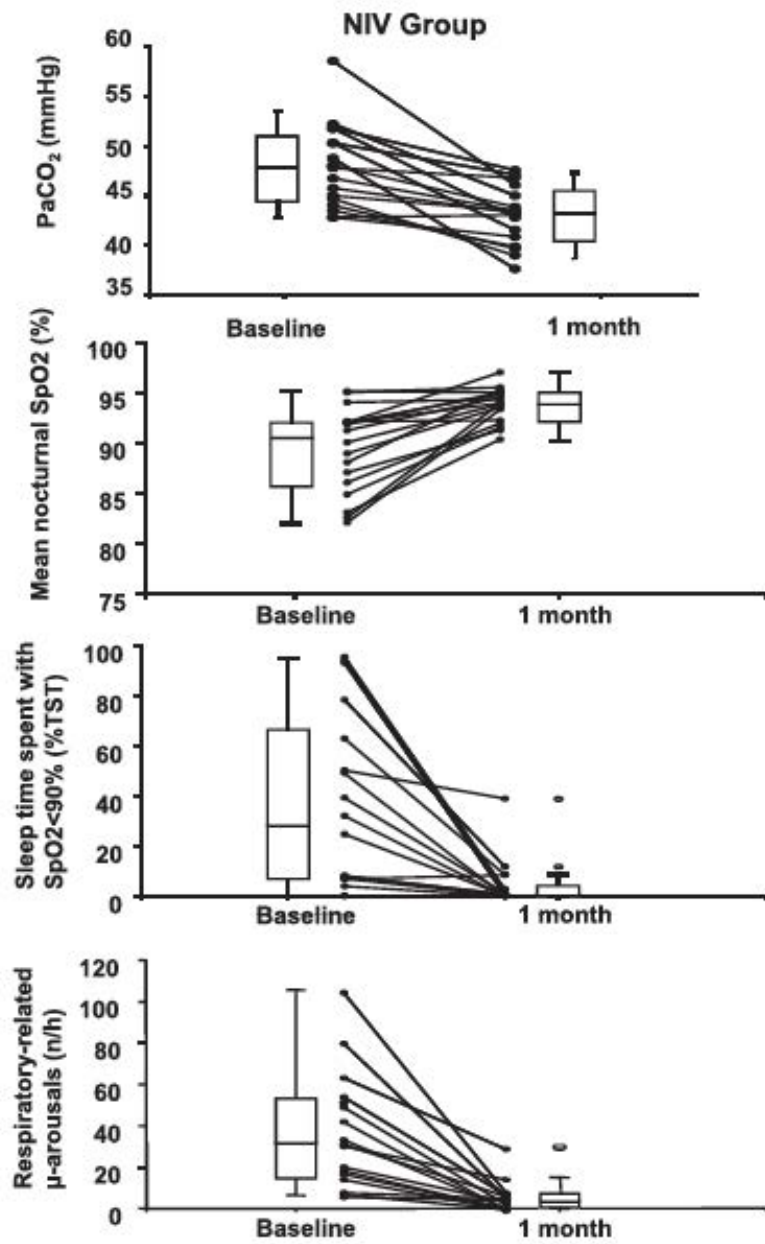 NIV Group
PaCO₂ (mmHg)
60
55
50
45
40
35
Baseline
1 month
Mean nocturnal SpO2 (%)
100
95
90
85
80
75
Baseline
1 month
Sleep time spent with
SpO2<90% (%TST)
100
80
60
40
20
0
Baseline
1 month
Respiratory-related
μ-arousals (n/h)
120
100
80
60
40
20
0
Baseline
1 month